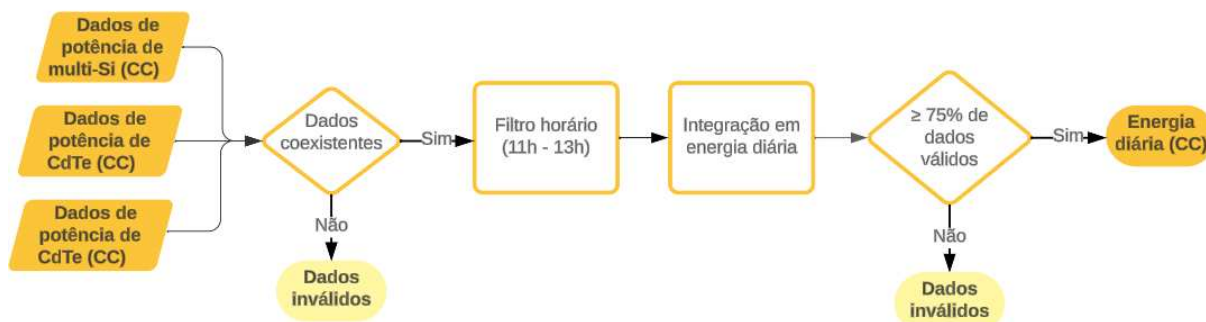 Dados de
potência de
multi-Si (CC)
Dados de
potência de
CdTe (CC)
Dados de
potência de
CdTe (CC)
Dados
coexistentes
Sim
Não
Dados
inválidos
Filtro horário
(11h - 13h)
Integração em
energia diária
≥ 75% de
dados
válidos
Sim
Não
Dados
inválidos
Energia
diária (CC)